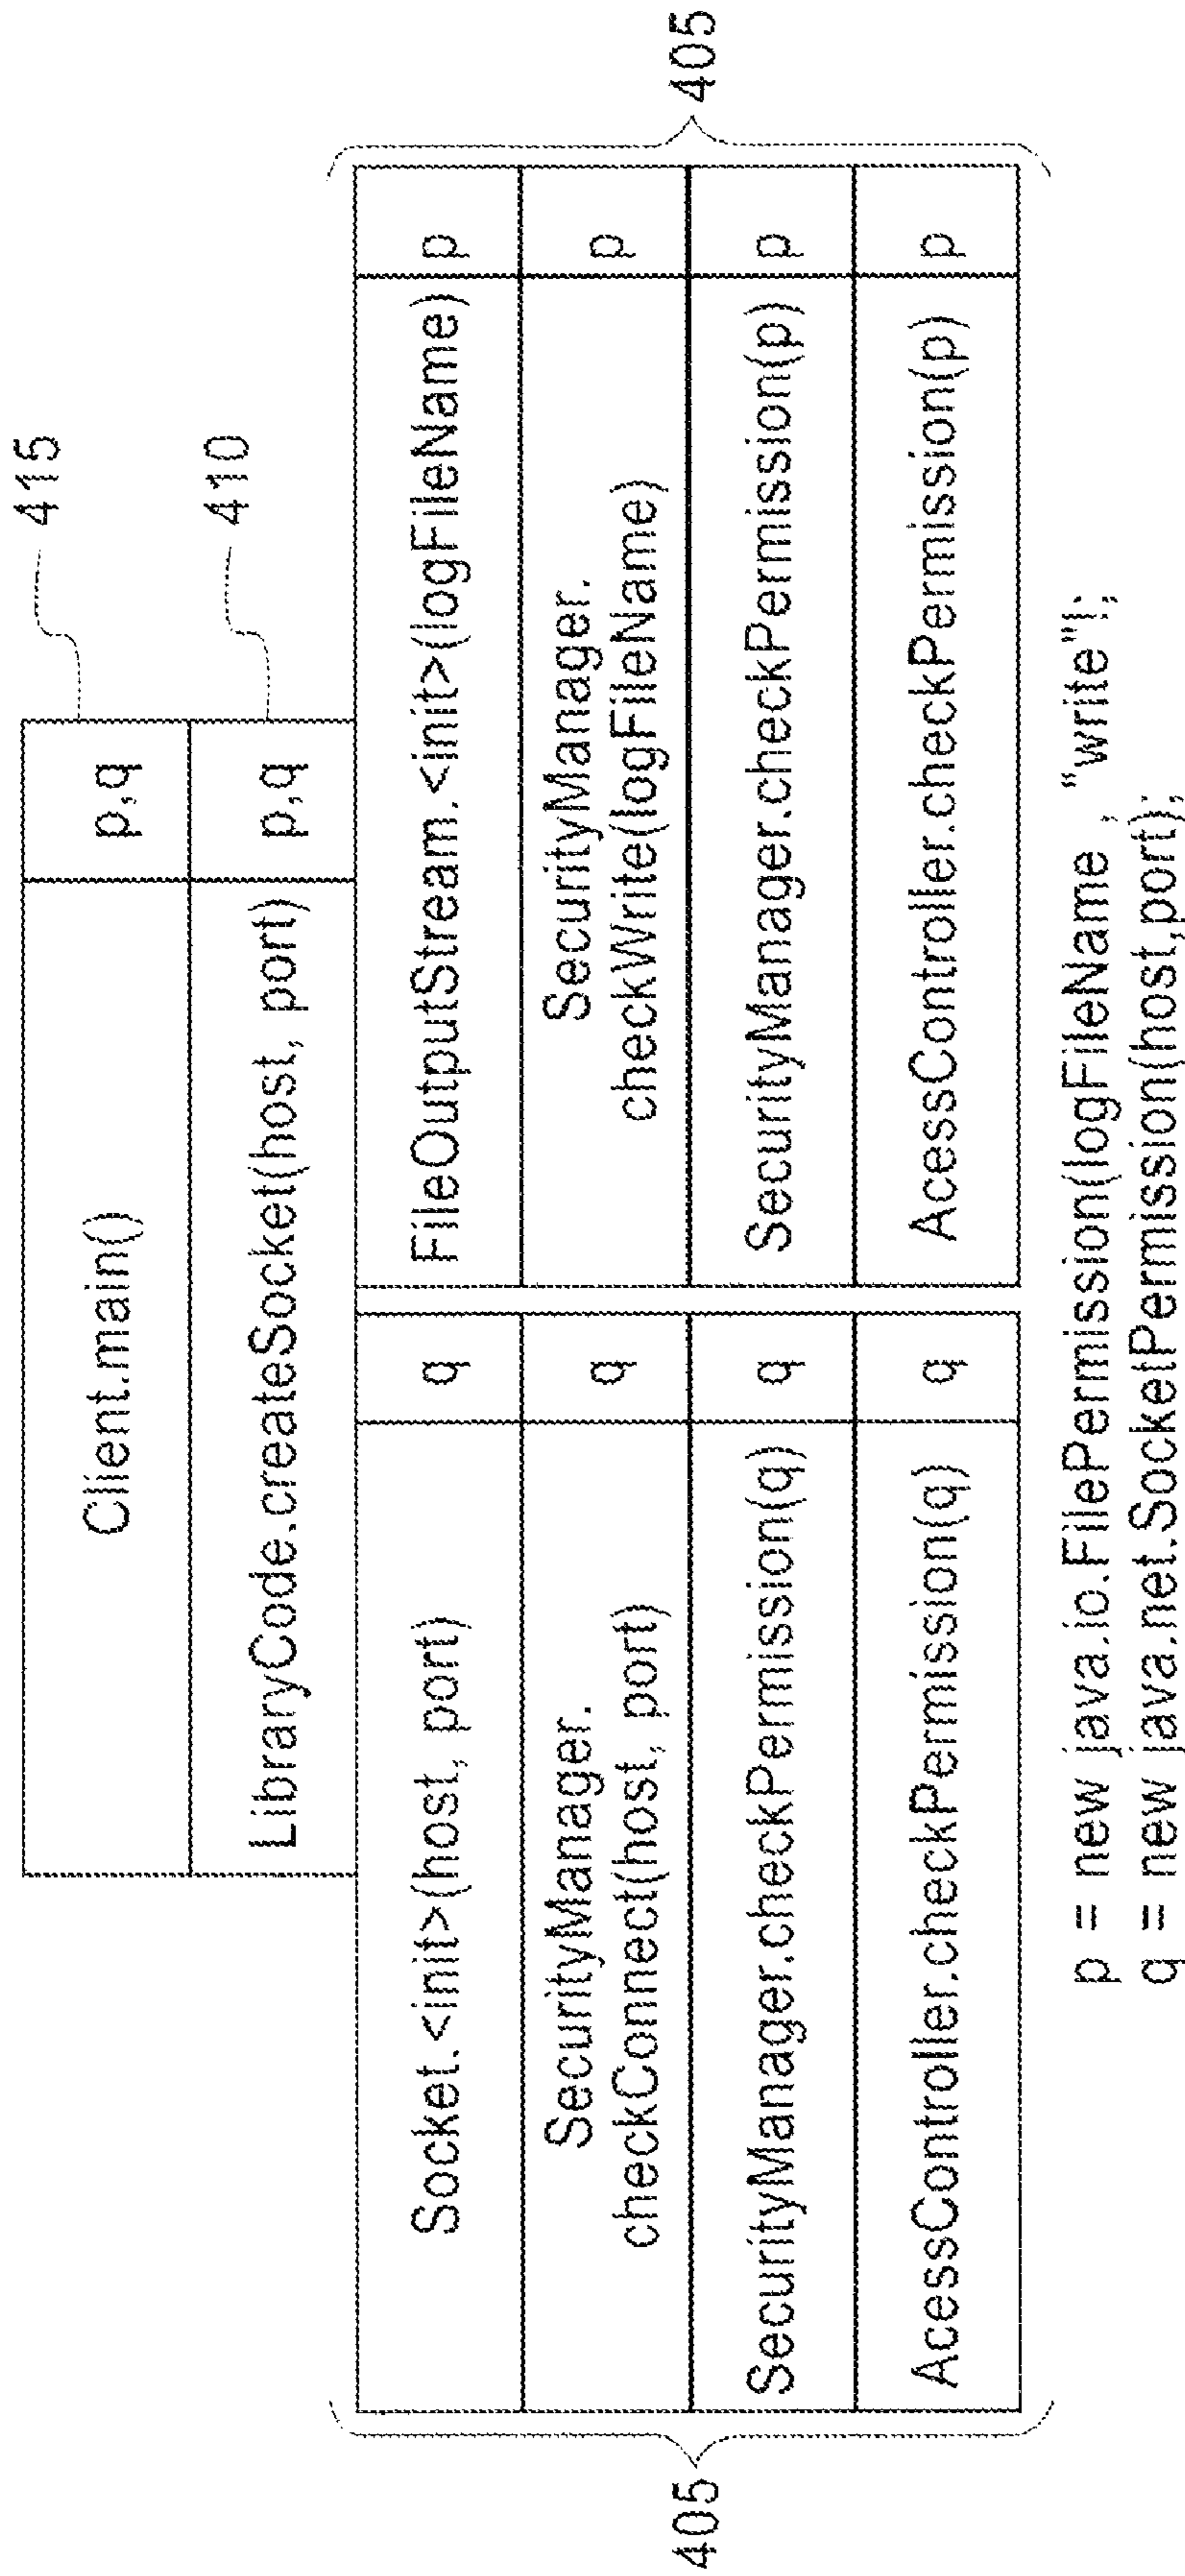 Client.main()
p,q
415
LibraryCode.createSocket(host, port)
p,q
410
Socket.<init>(host, port)
q
SecurityManager.
checkConnect(host, port)
q
SecurityManager.checkPermission(q)
q
AcessController.checkPermission(q)
q
405
FileOutputStream.<init>(logFileName)
p
SecurityManager.
checkWrite(logFileName)
p
SecurityManager.checkPermission(p)
p
AcessController.checkPermission(p)
p
405
p = new java.io.FilePermission(logFileName , "write");
q = new java.net.SocketPermission(host,port);